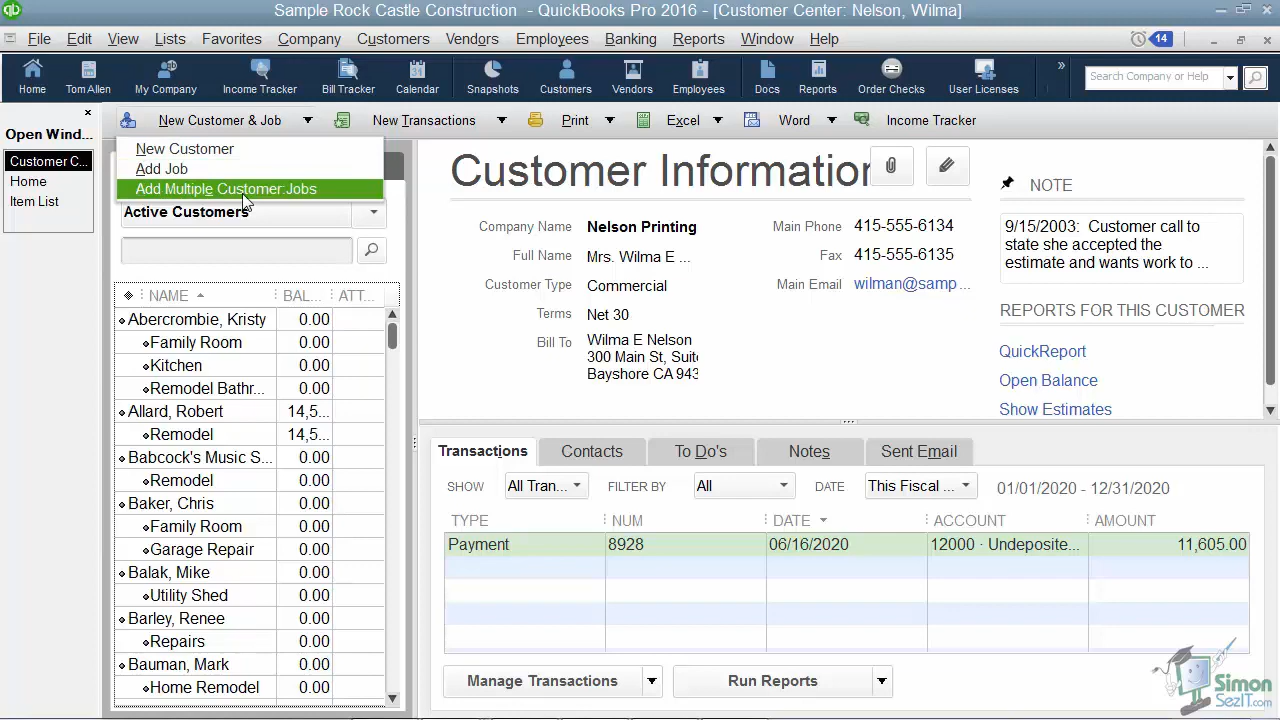 Sample Rock Castle Construction - QuickBooks Pro 2016 - [Customer Center: Nelson, Wilma]
File Edit View Lists Favorites Company Customers Vendors Employees Banking Reports Window Help 14
Home Tom Allen My Company Income Tracker Bill Tracker Calendar Snapshots Customers Vendors Employees Docs Reports Order Checks User Licenses » Search Company or Help
Open Wind...
Customer C...
Home
Item List
New Customer & Job New Transactions Print Excel Word Income Tracker
New Customer
Add Job
Add Multiple Customer:Jobs
Active Customers
NAME BAL... ATT...
Abercrombie, Kristy 0.00
Family Room 0.00
Kitchen 0.00
Remodel Bathr... 0.00
Allard, Robert 14,5...
Remodel 14,5...
Babcock's Music S... 0.00
Remodel 0.00
Baker, Chris 0.00
Family Room 0.00
Garage Repair 0.00
Balak, Mike 0.00
Utility Shed 0.00
Barley, Renee 0.00
Repairs 0.00
Bauman, Mark 0.00
Home Remodel 0.00
Customer Information
Company Name Nelson Printing
Full Name Mrs. Wilma E ...
Customer Type Commercial
Terms Net 30
Bill To Wilma E Nelson
300 Main St, Suite
Bayshore CA 943
Main Phone 415-555-6134
Fax 415-555-6135
Main Email wilman@samp...
NOTE
9/15/2003: Customer call to
state she accepted the
estimate and wants work to ...
REPORTS FOR THIS CUSTOMER
QuickReport
Open Balance
Show Estimates
Transactions Contacts To Do's Notes Sent Email
SHOW All Tran... FILTER BY All DATE This Fiscal ... 01/01/2020 - 12/31/2020
TYPE NUM DATE ACCOUNT AMOUNT
Payment 8928 06/16/2020 12000 · Undeposite... 11,605.00
Manage Transactions Run Reports
Simon
SezIT.com